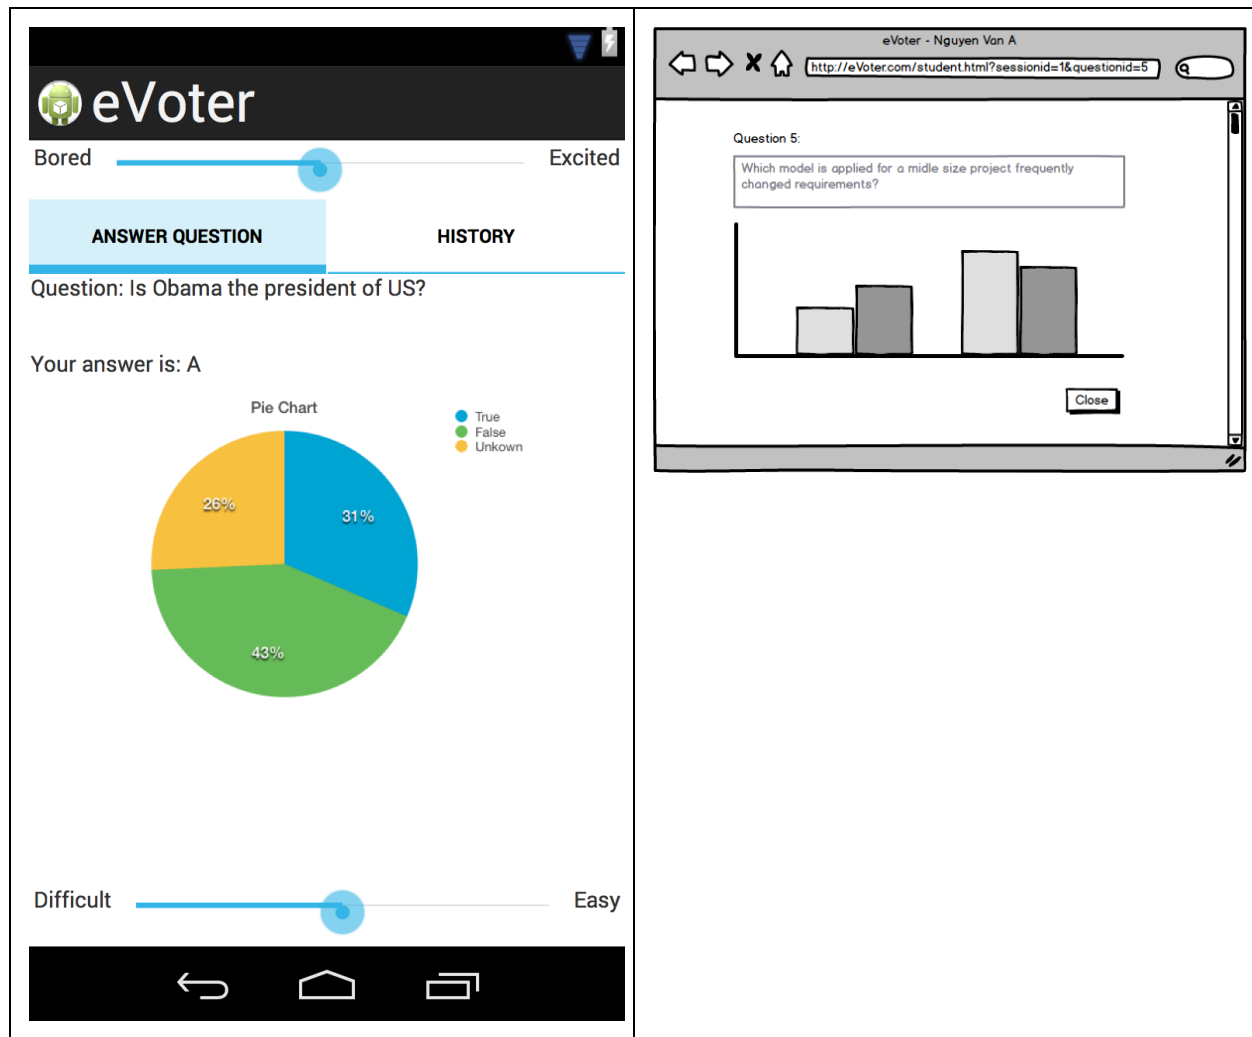 eVoter
Bored
Excited
ANSWER QUESTION
HISTORY
Question: Is Obama the president of US?
Your answer is: A
Pie Chart
True
False
Unkown
26%
31%
43%
Difficult
Easy
eVoter - Nguyen Van A
http://eVoter.com/student.html?sessionid=1&questionid=5
Question 5:
Which model is applied for a midle size project frequently
changed requirements?
Close